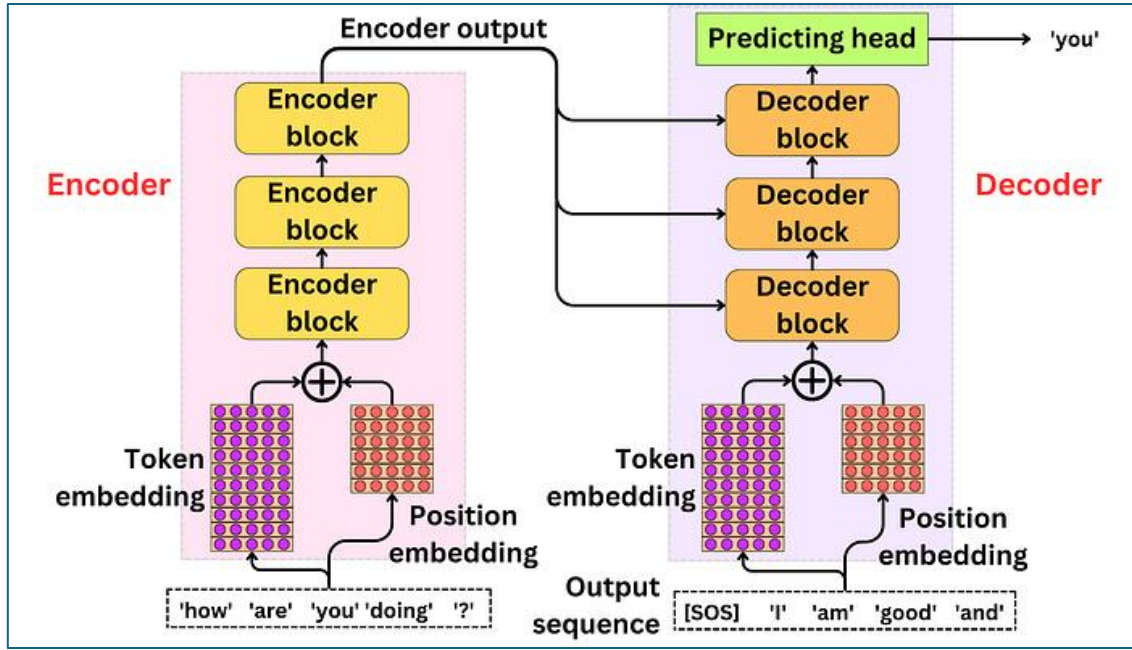 Encoder output
Encoder
block
Encoder
block
Encoder
block
Encoder
Token
embedding
Position
embedding
'how' 'are' 'you' 'doing' '?'
Predicting head
'you'
Decoder
block
Decoder
block
Decoder
block
Decoder
Token
embedding
Position
embedding
Output
sequence
[SOS] 'I' 'am' 'good' 'and'